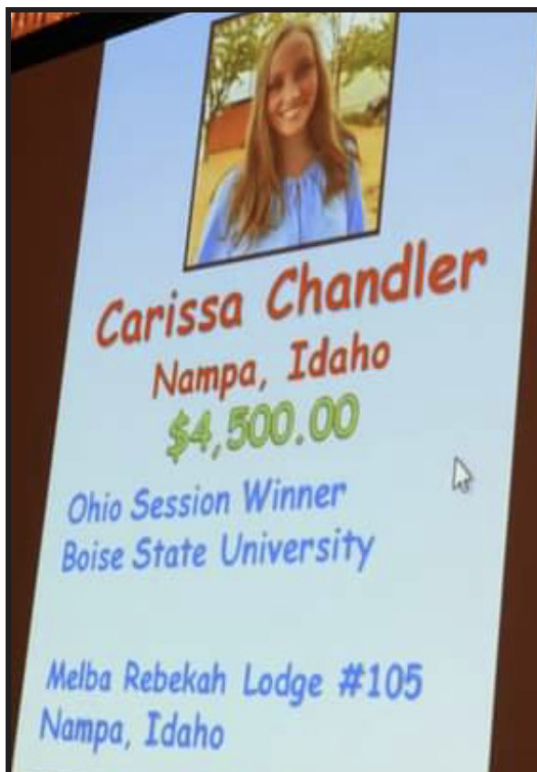 Carissa Chandler
Nampa, Idaho
$4,500.00
Ohio Session Winner
Boise State University
Melba Rebekah Lodge #105
Nampa, Idaho